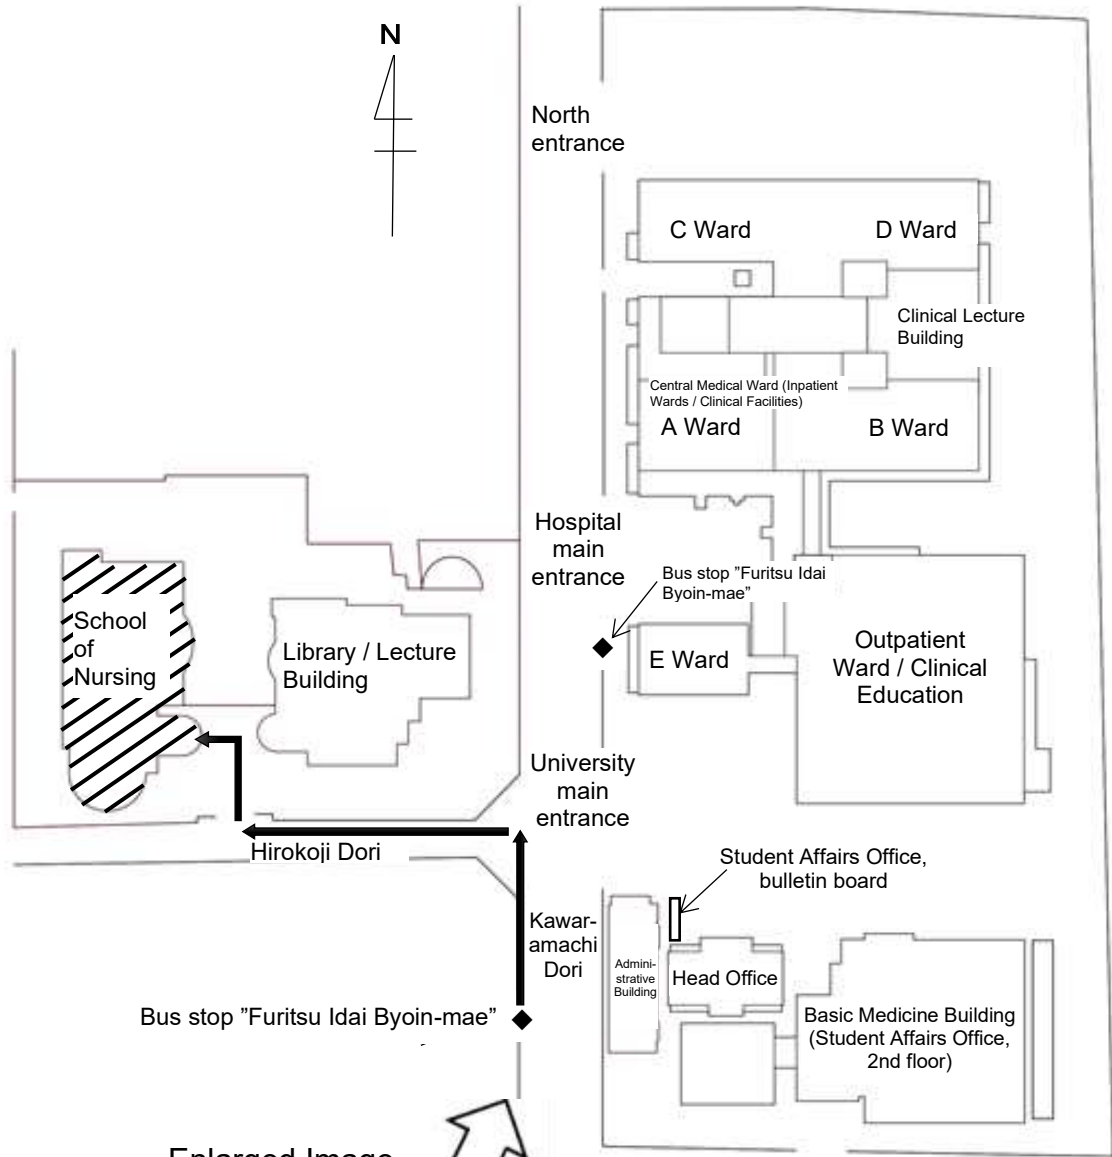 N
North
entrance
C Ward
D Ward
Clinical Lecture
Building
Central Medical Ward (Inpatient
Wards / Clinical Facilities)
A Ward
B Ward
Hospital
main
entrance
Bus stop ”Furitsu Idai
Byoin-mae”
School
of
Nursing
Library / Lecture
Building
E Ward
Outpatient
Ward / Clinical
Education
University
main
entrance
Hirokoji Dori
Student Affairs Office,
bulletin board
Kawar-
amachi
Dori
Admini-
strative
Building
Head Office
Bus stop ”Furitsu Idai Byoin-mae”
Basic Medicine Building
(Student Affairs Office,
2nd floor)
Enlarged Image